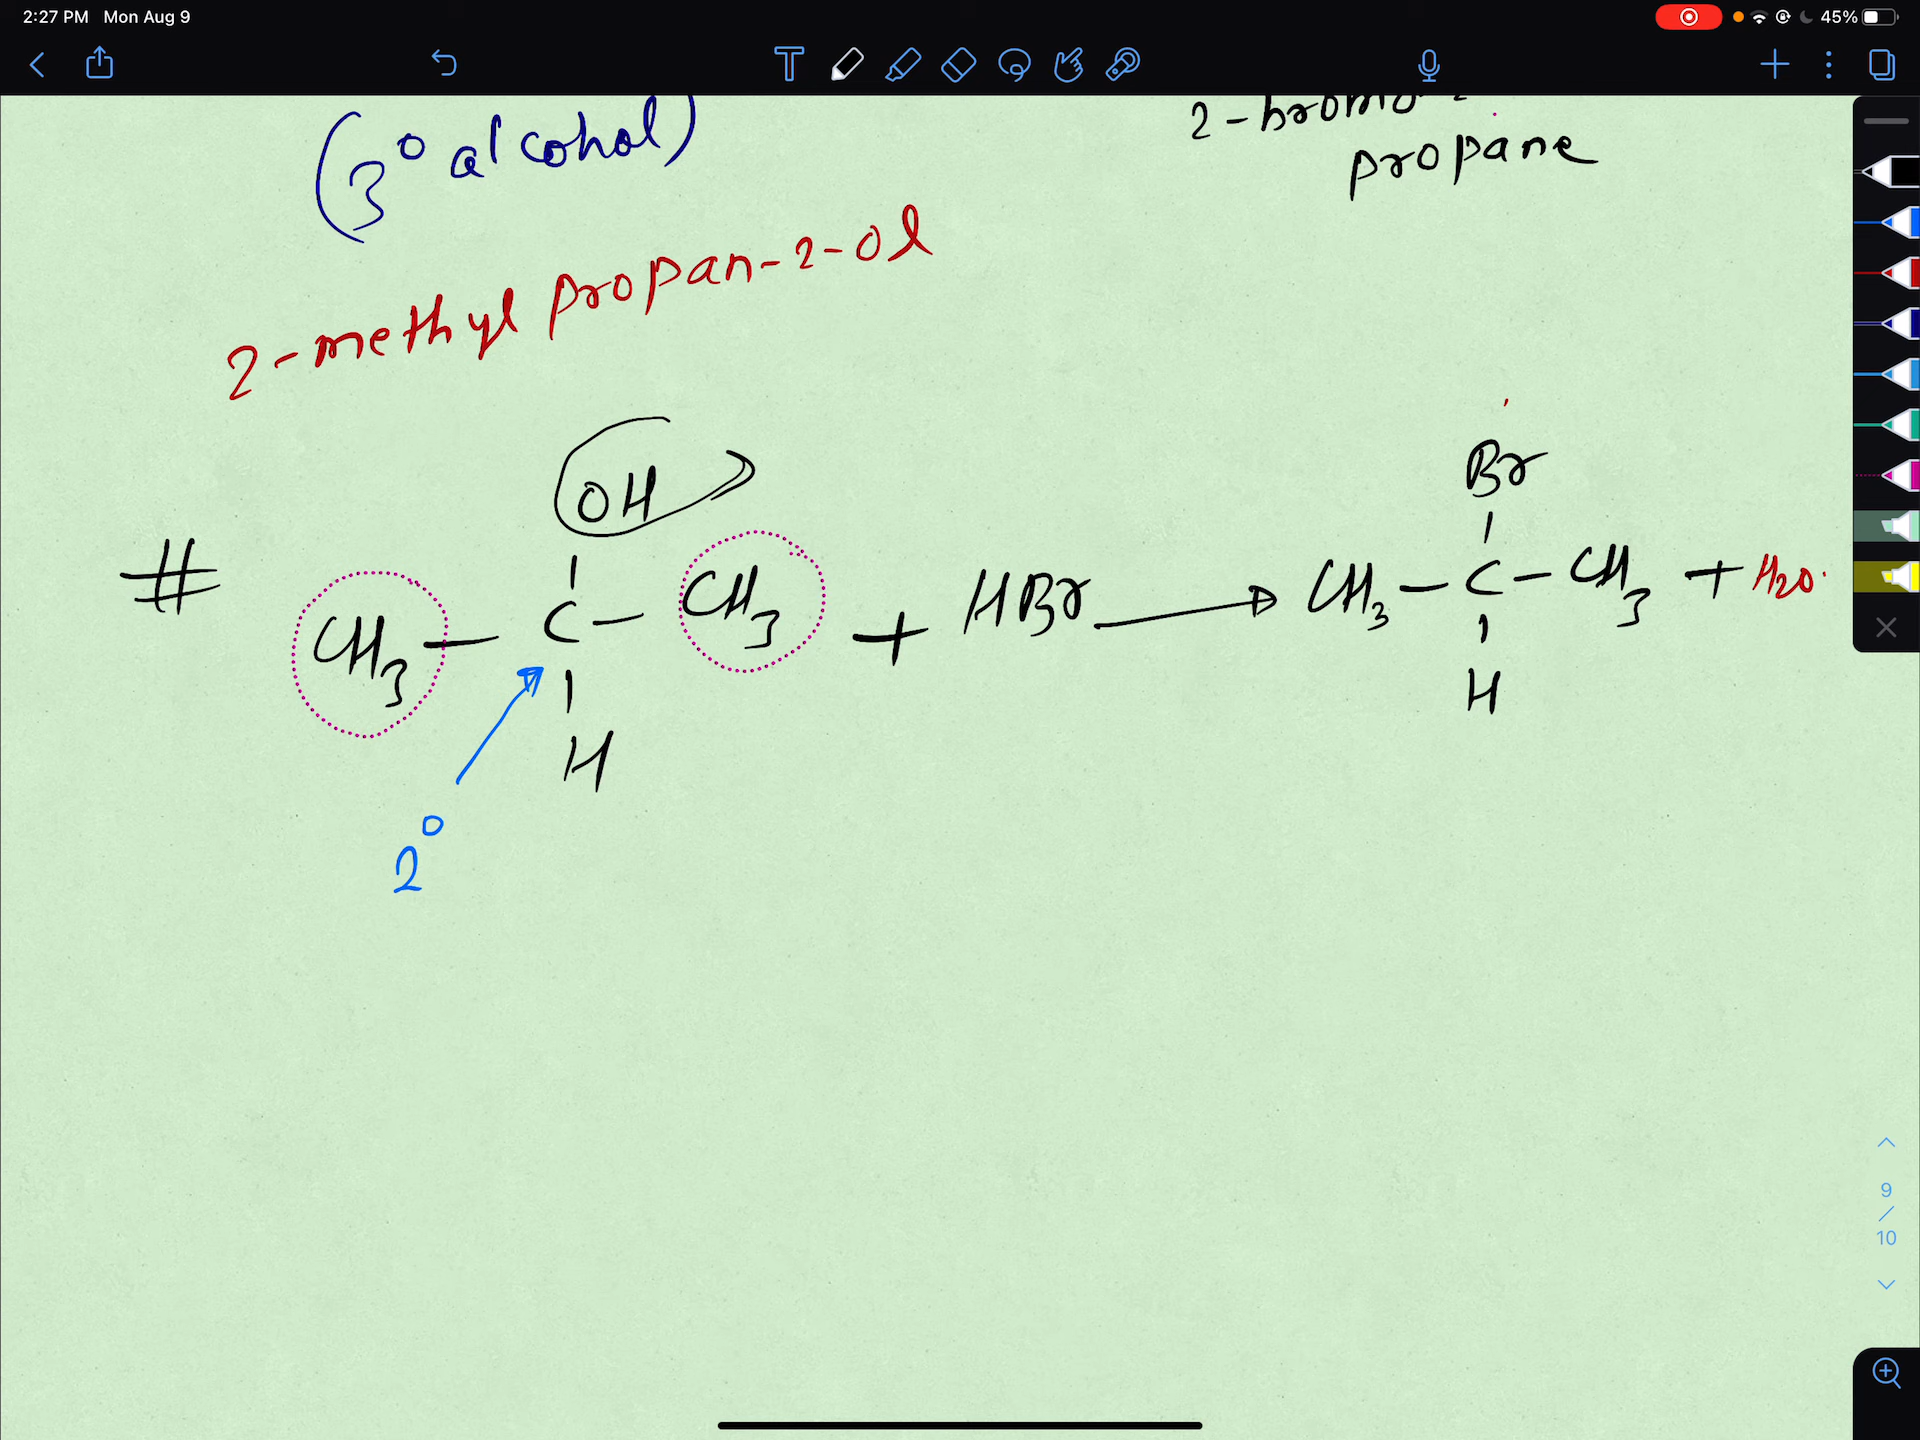 2:27 PM Mon Aug 9
45%
(3° alcohol)
2-bromo-2
propane
2-methyl propan-2-ol
OH
Br
#
CH3 - C - CH3 + HBr → CH3 - C - CH3 + H2O.
H
H
2°
9
/
10